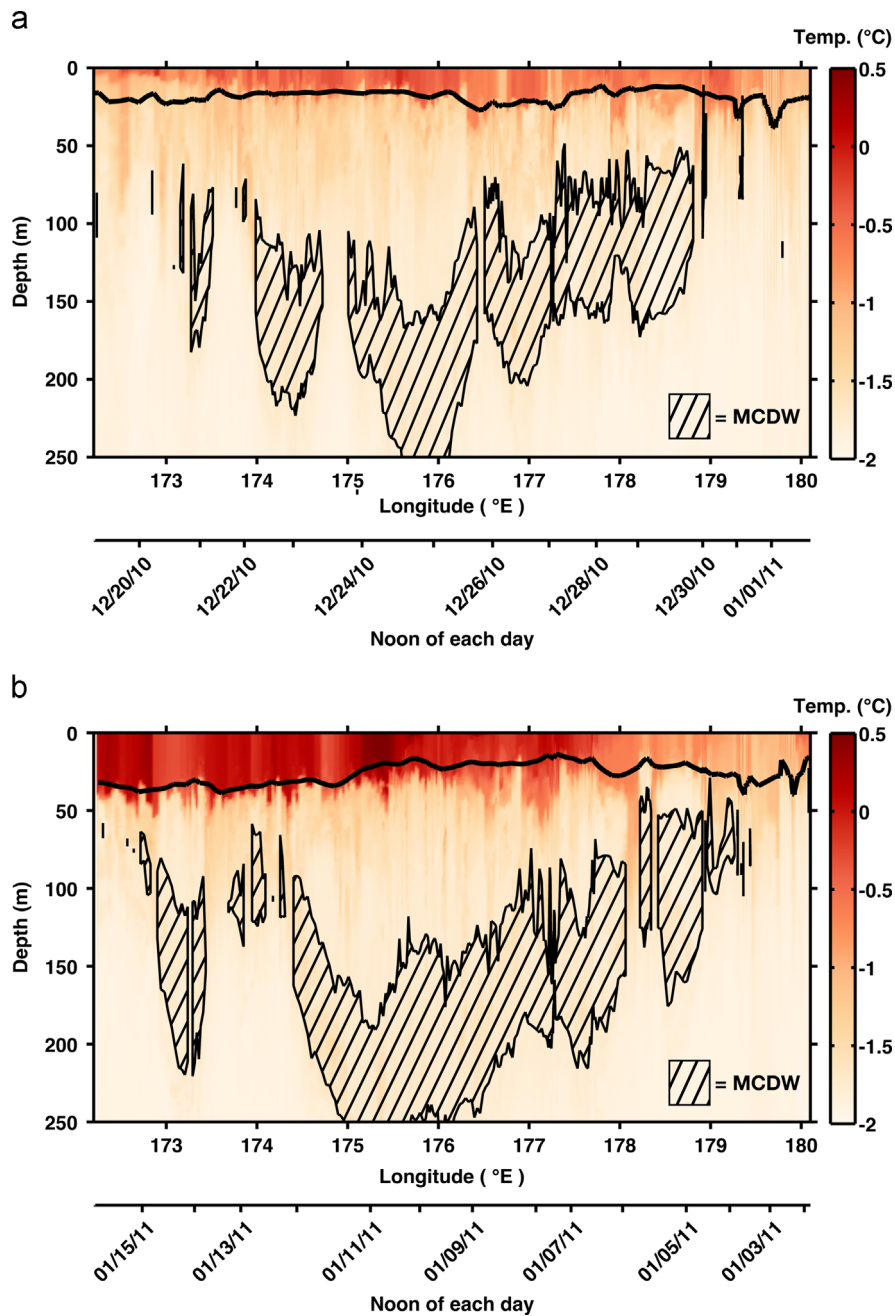 a
Temp. (°C)
0
50
100
150
200
250
Depth (m)
0.5
0
-0.5
-1
-1.5
-2
= MCDW
173 174 175 176 177 178 179 180
Longitude ( °E )
12/20/10 12/22/10 12/24/10 12/26/10 12/28/10 12/30/10 01/01/11
Noon of each day
b
Temp. (°C)
0
50
100
150
200
250
Depth (m)
0.5
0
-0.5
-1
-1.5
-2
= MCDW
173 174 175 176 177 178 179 180
Longitude ( °E )
01/15/11 01/13/11 01/11/11 01/09/11 01/07/11 01/05/11 01/03/11
Noon of each day